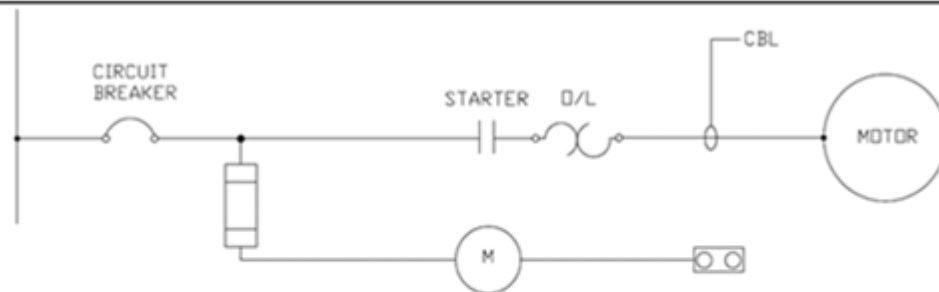 CIRCUIT
BREAKER
STARTER
O/L
CBL
MOTOR
M